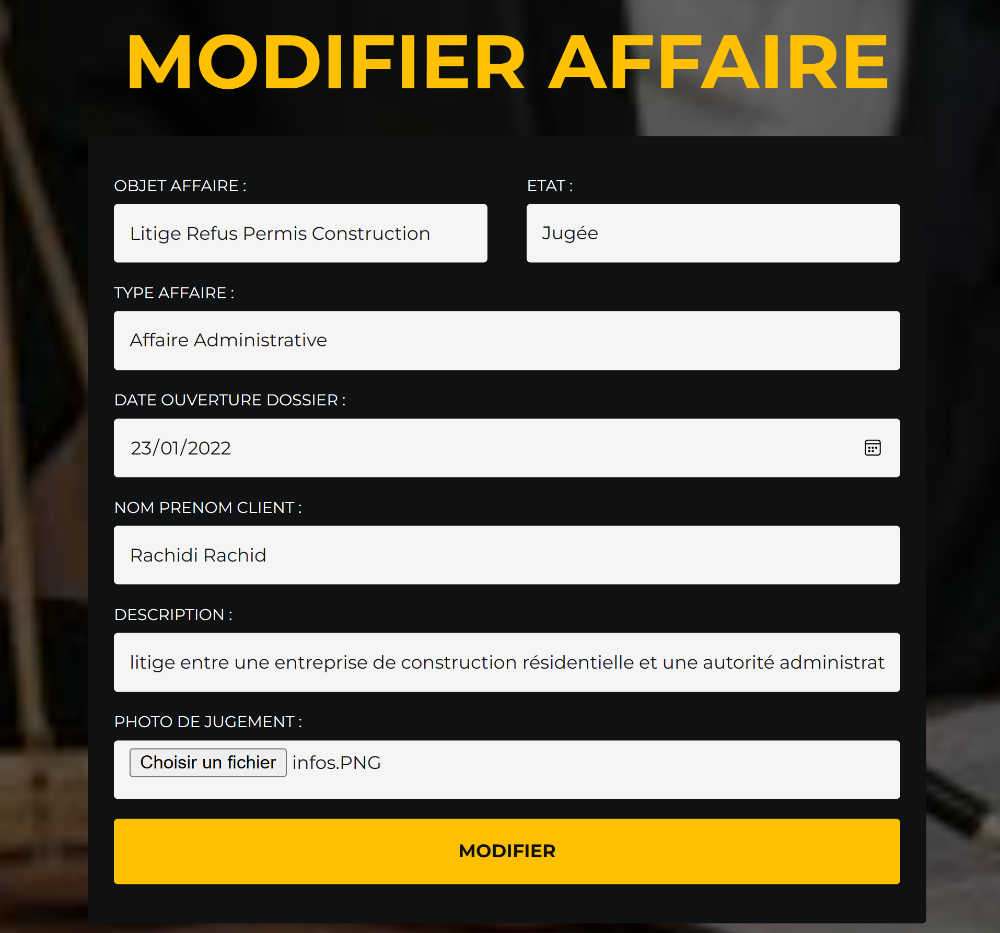 MODIFIER AFFAIRE
OBJET AFFAIRE :
Litige Refus Permis Construction
ETAT :
Jugée
TYPE AFFAIRE :
Affaire Administrative
DATE OUVERTURE DOSSIER :
23/01/2022
NOM PRENOM CLIENT :
Rachidi Rachid
DESCRIPTION :
litige entre une entreprise de construction résidentielle et une autorité administrat
PHOTO DE JUGEMENT :
Choisir un fichier infos.PNG
MODIFIER